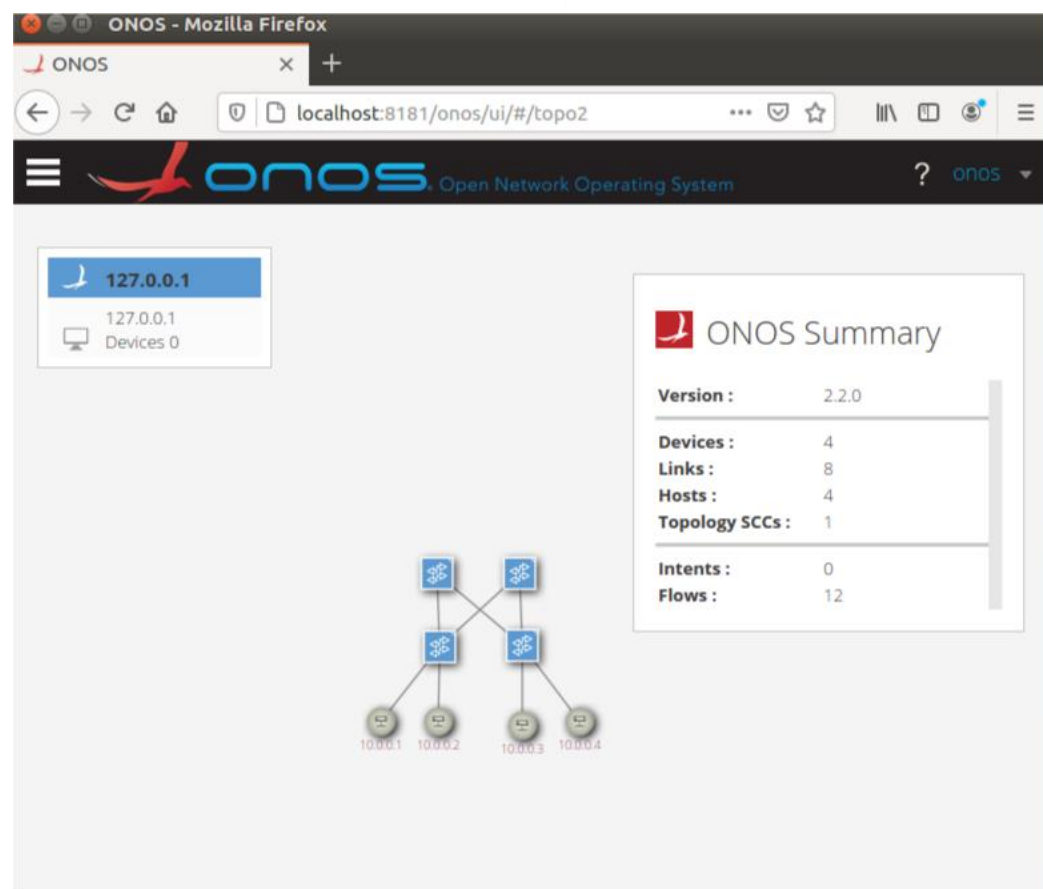 ONOS - Mozilla Firefox
ONOS
localhost:8181/onos/ui/#/topo2
onos. Open Network Operating System
? onos
127.0.0.1
127.0.0.1
Devices 0
ONOS Summary
Version : 2.2.0
Devices : 4
Links : 8
Hosts : 4
Topology SCCs : 1
Intents : 0
Flows : 12
10.0.0.1 10.0.0.2 10.0.0.3 10.0.0.4